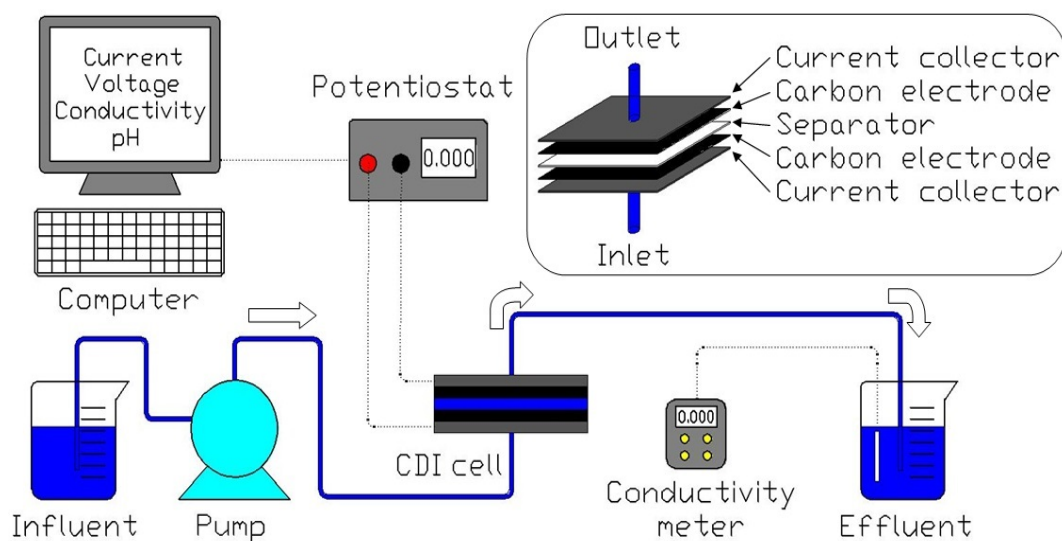 Current
Voltage
Conductivity
pH
Computer
Potentiostat
0.000
Outlet
Current collector
Carbon electrode
Separator
Carbon electrode
Current collector
Inlet
Influent
Pump
CDI cell
0.000
Conductivity
meter
Effluent